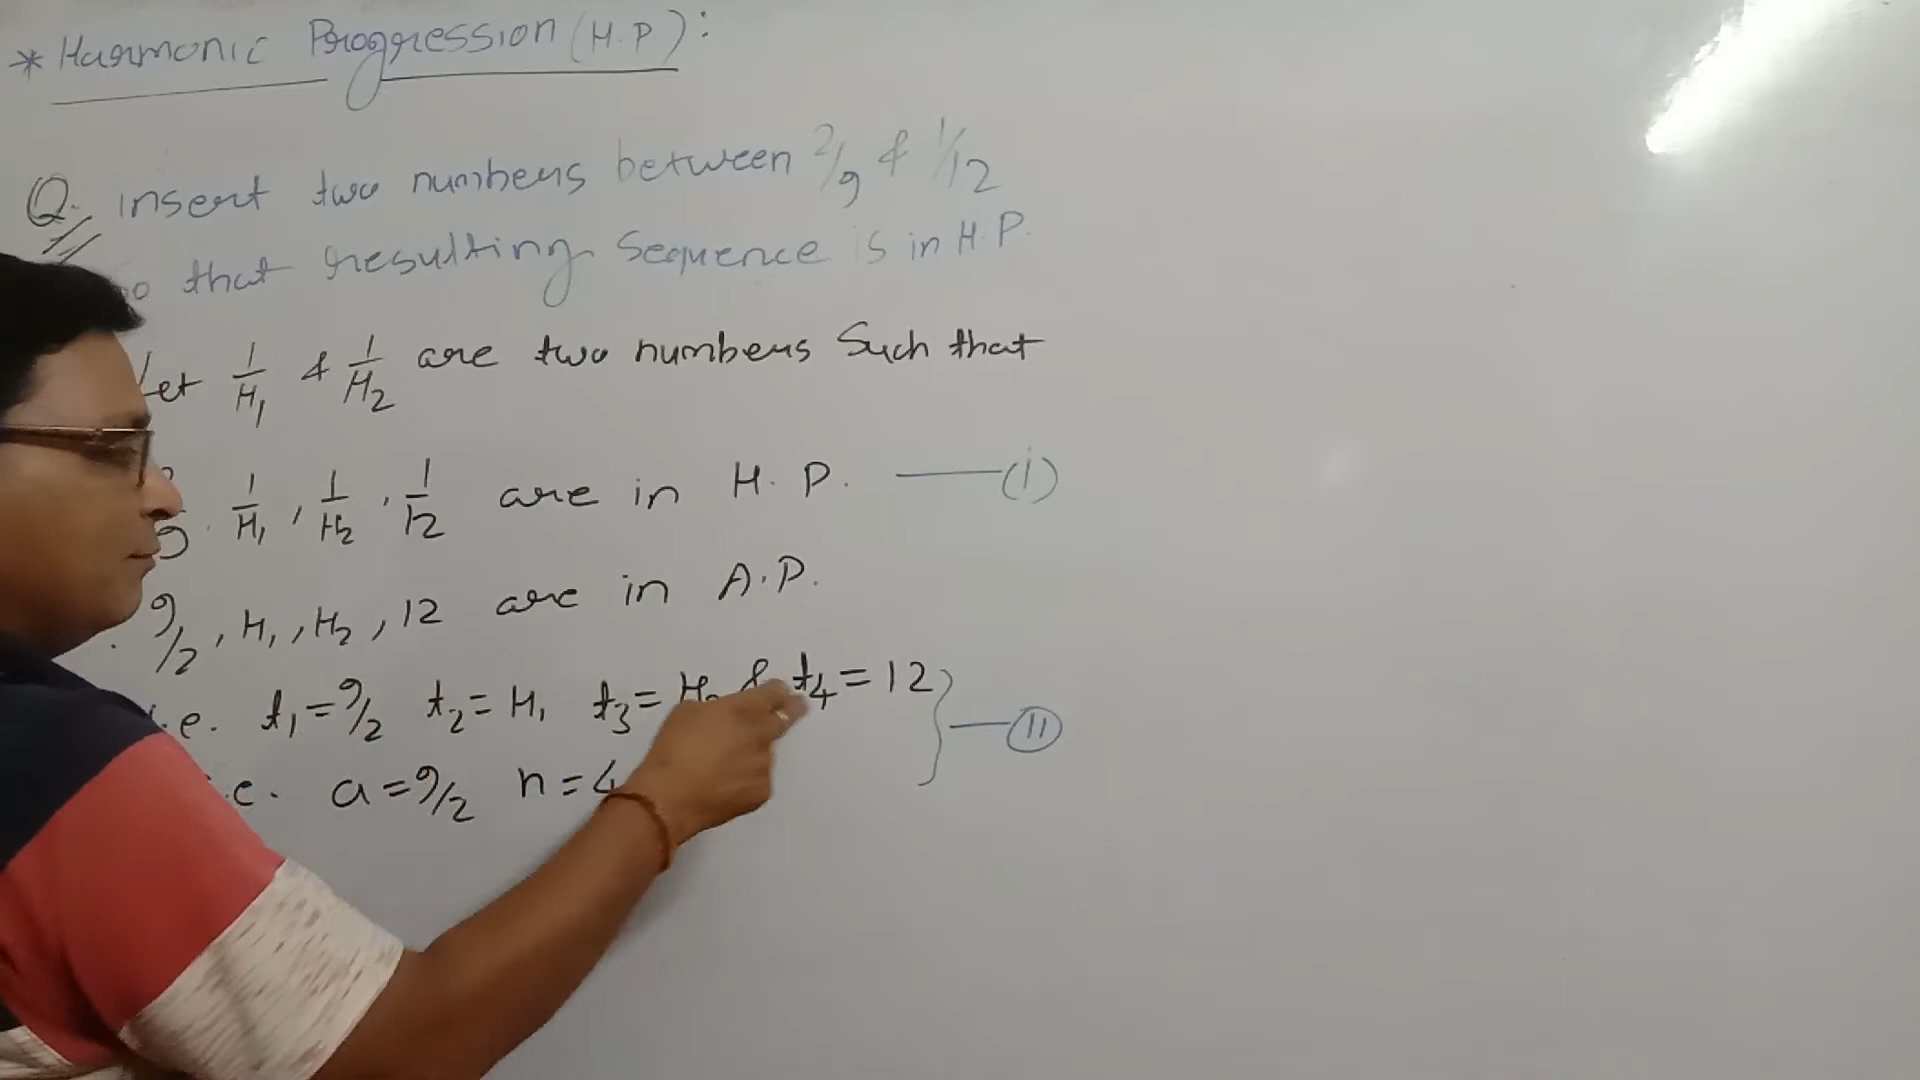 * Harmonic Progression (H.P):
Q. insert two numbers between 2/9 & 1/12
so that resulting sequence is in H.P.
Let 1/H₁ & 1/H₂ are two numbers Such that
1/H₁, 1/H₂, 1/12 are in H.P. —(i)
9/2, H₁, H₂, 12 are in A.P.
i.e. t₁ = 9/2 t₂ = H₁ t₃ = H₂ & t₄ = 12
i.e. a = 9/2 n = 4 —(II)